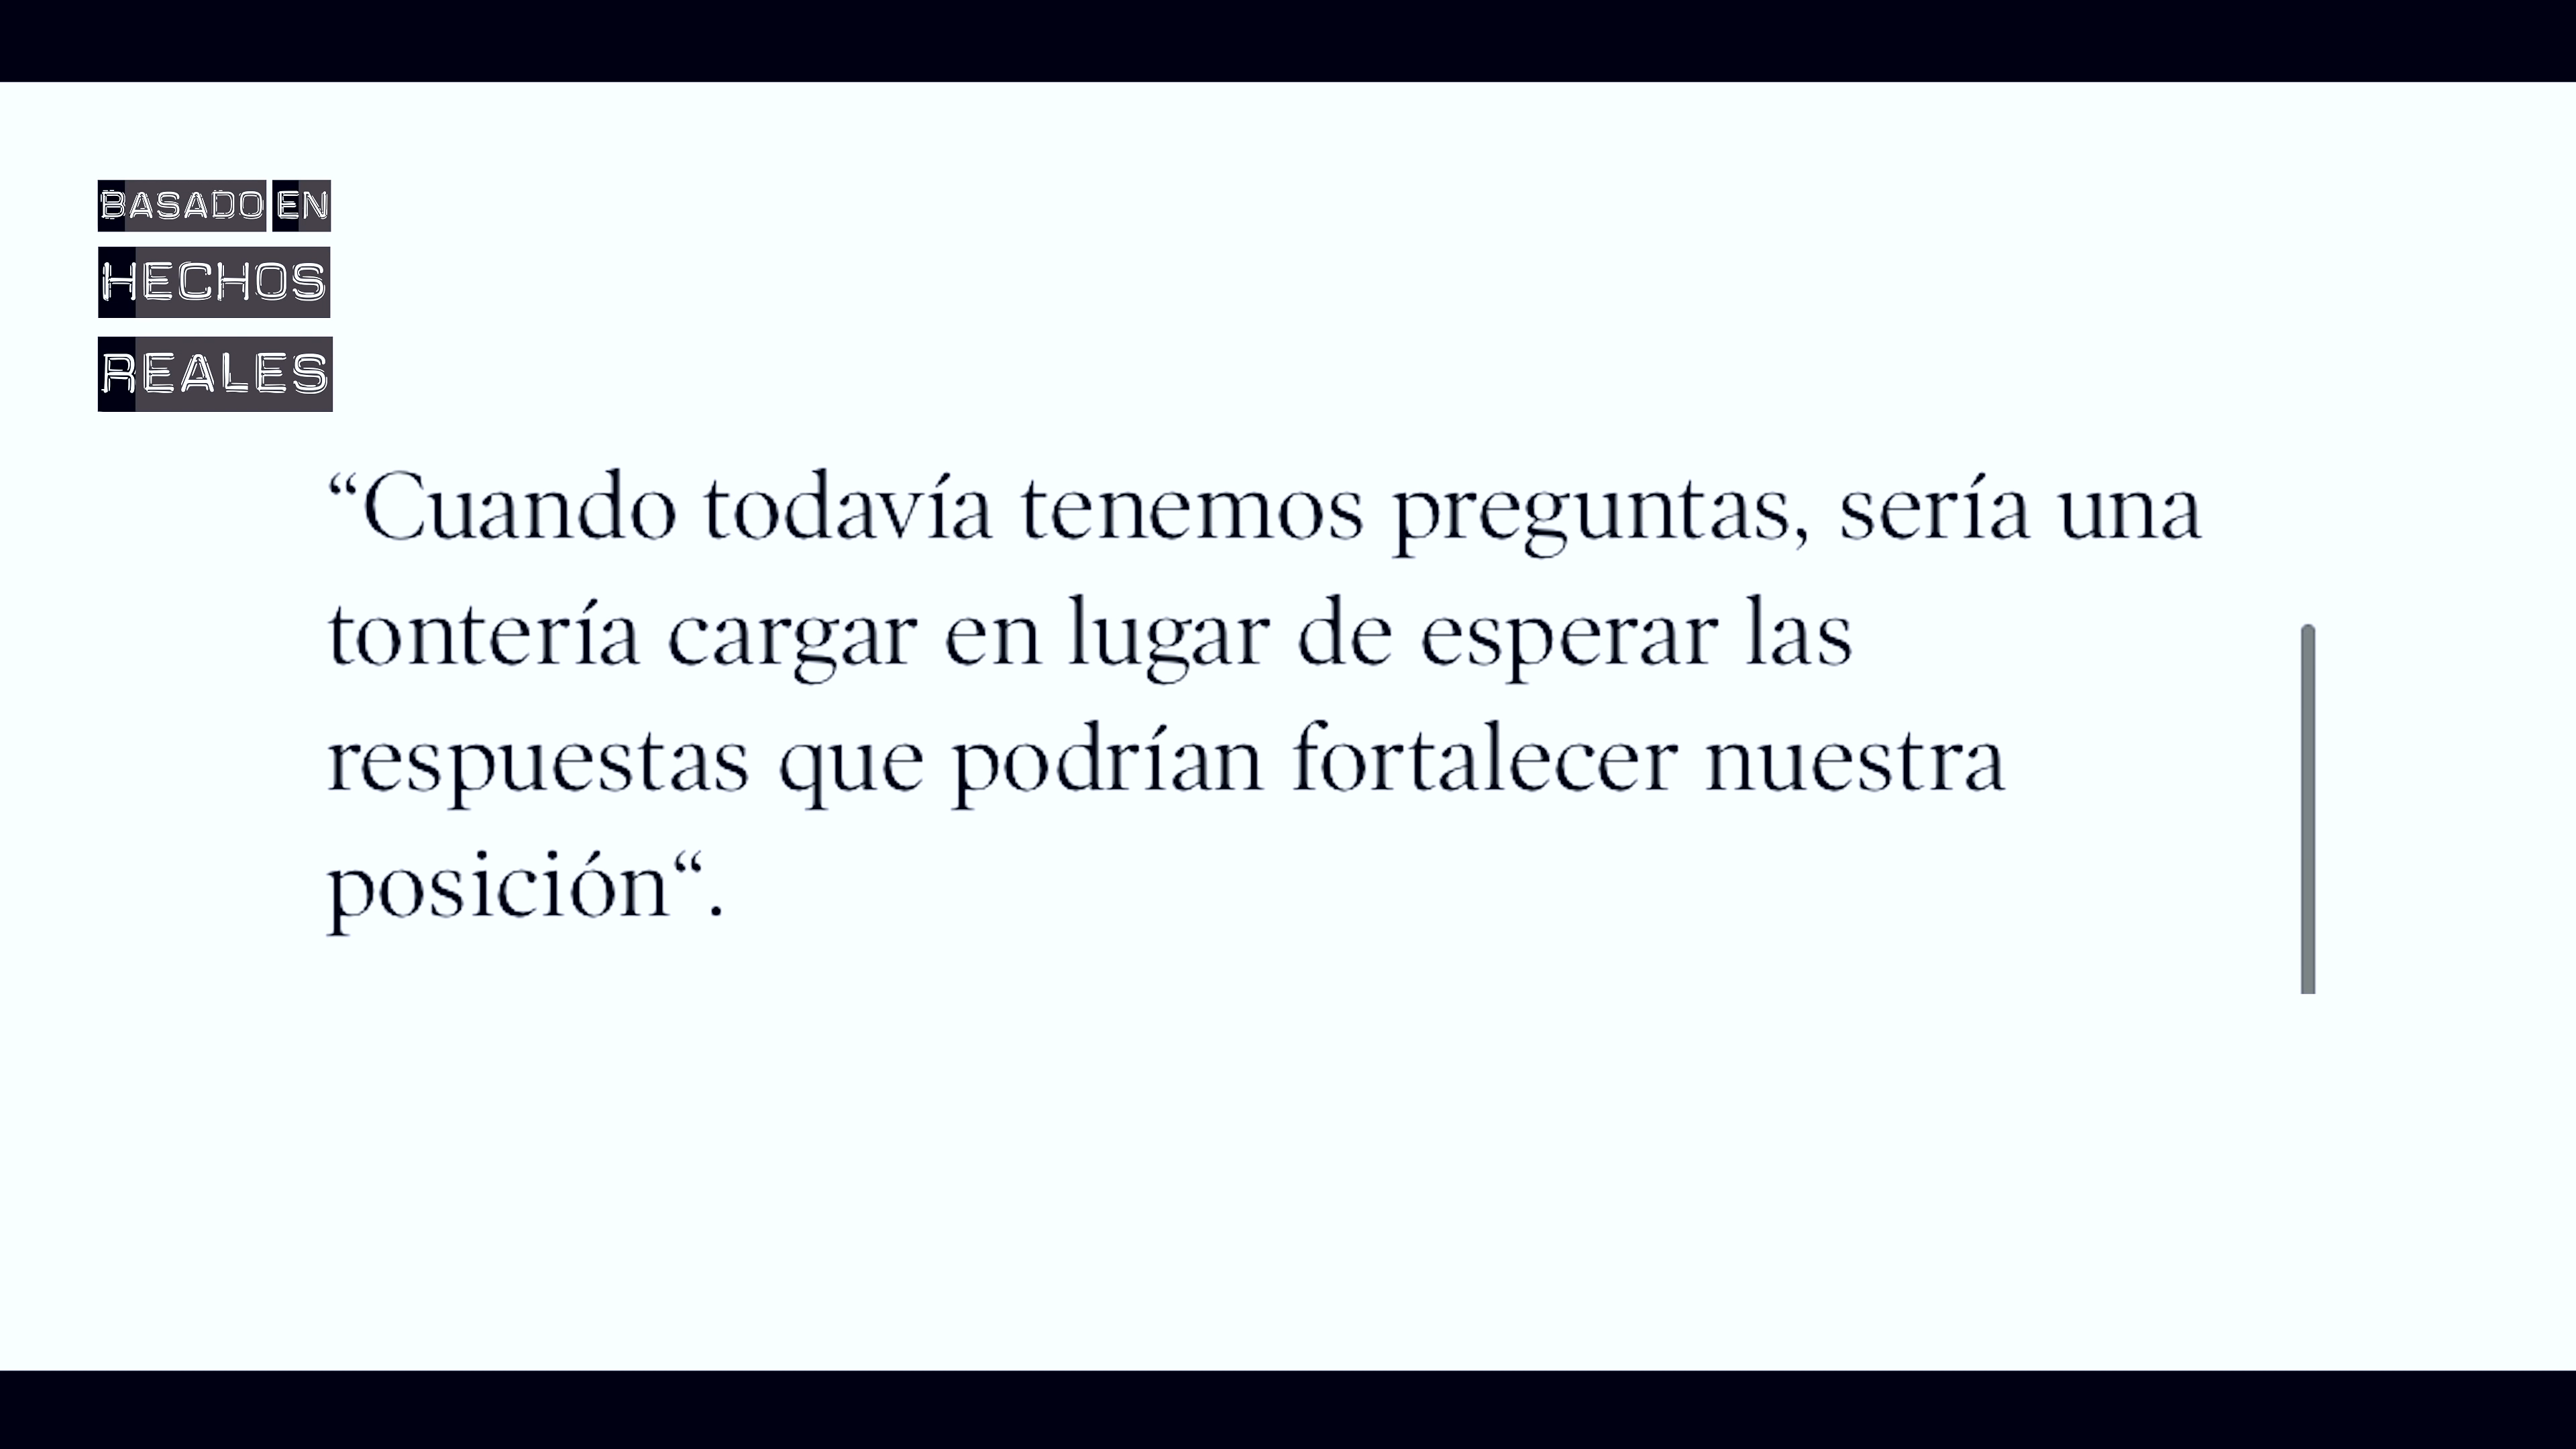 BASADO EN
HECHOS
REALES
“Cuando todavía tenemos preguntas, sería una
tontería cargar en lugar de esperar las
respuestas que podrían fortalecer nuestra
posición“.